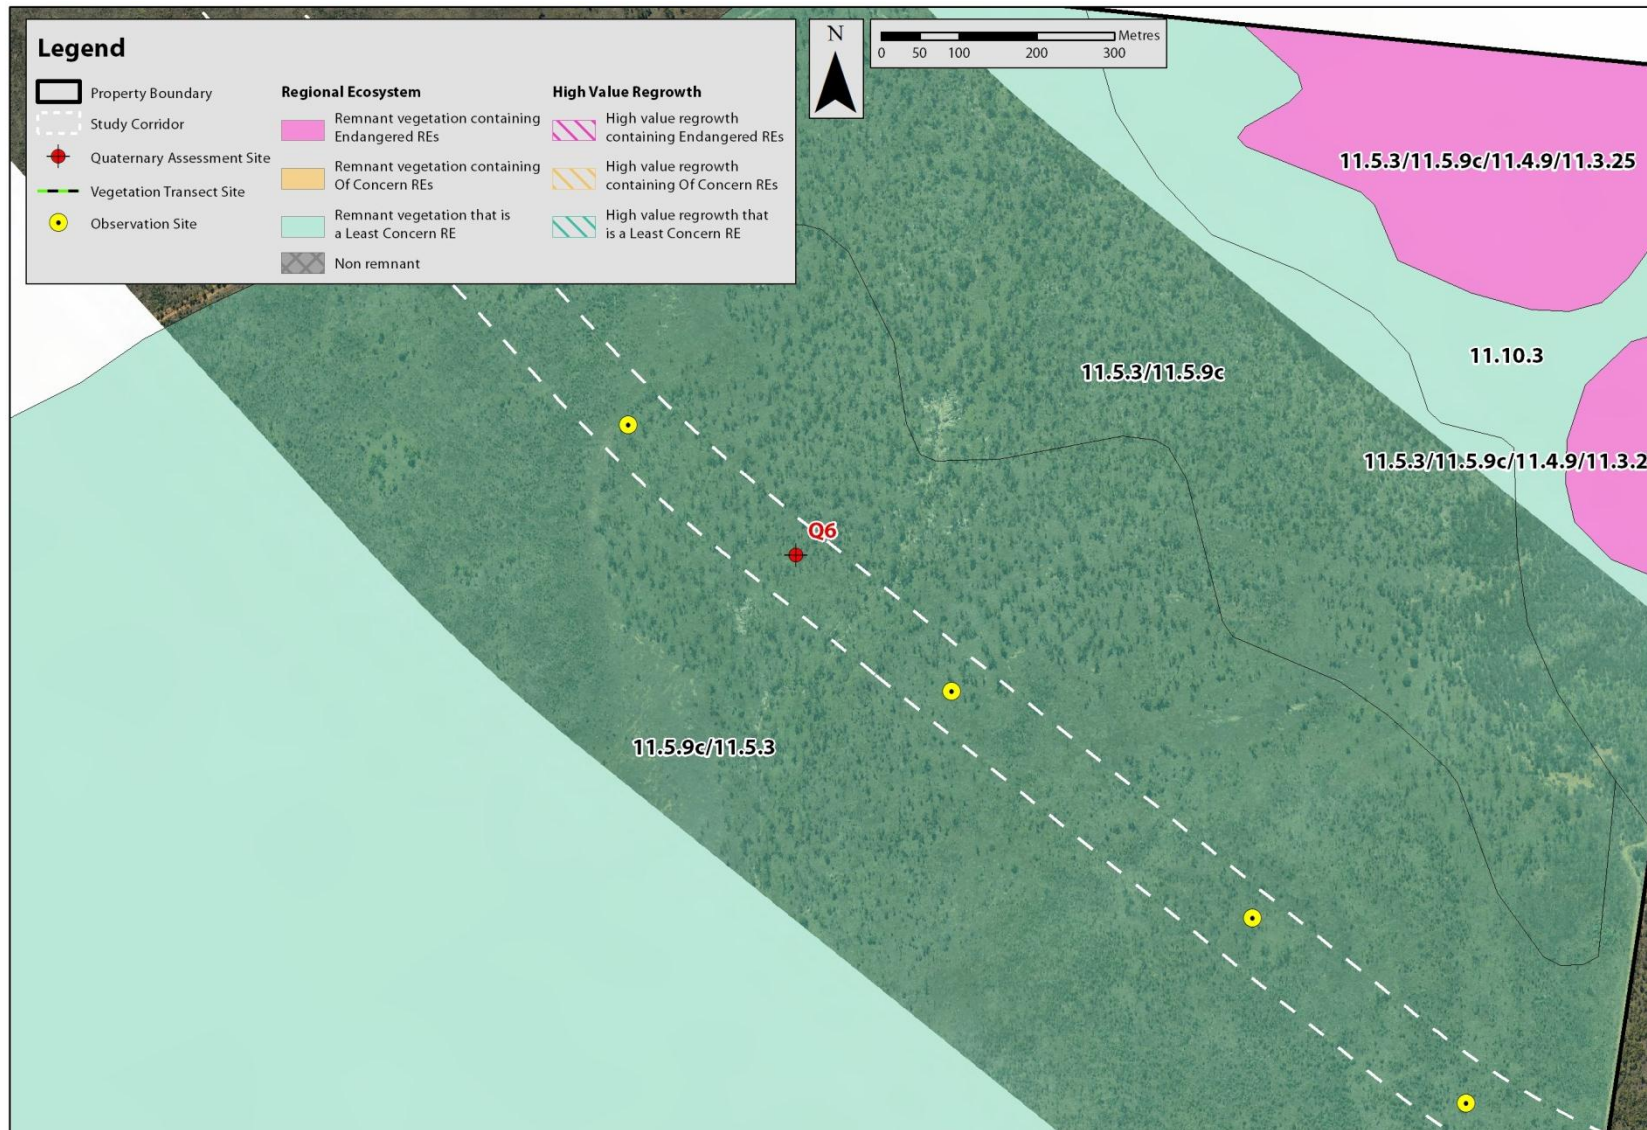 Legend
Property Boundary
Study Corridor
Quaternary Assessment Site
Vegetation Transect Site
Observation Site
Regional Ecosystem
Remnant vegetation containing
Endangered REs
Remnant vegetation containing
Of Concern REs
Remnant vegetation that is
a Least Concern RE
Non remnant
High Value Regrowth
High value regrowth
containing Endangered REs
High value regrowth
containing Of Concern REs
High value regrowth that
is a Least Concern RE
N
Metres
0 50 100 200 300
11.5.3/11.5.9c/11.4.9/11.3.25
11.10.3
11.5.3/11.5.9c
11.5.3/11.5.9c/11.4.9/11.3.2
Q6
11.5.9c/11.5.3